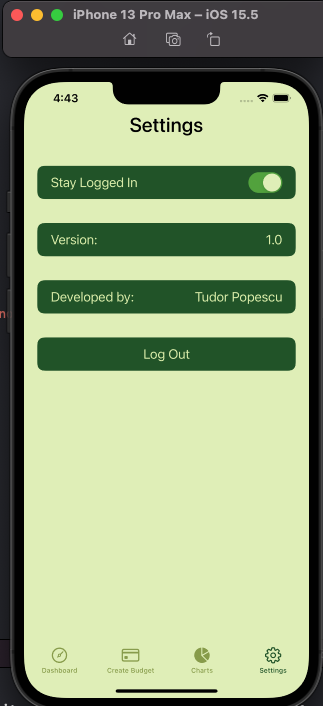 iPhone 13 Pro Max – iOS 15.5
4:43
Settings
Stay Logged In
Version: 1.0
Developed by: Tudor Popescu
Log Out
Dashboard Create Budget Charts Settings